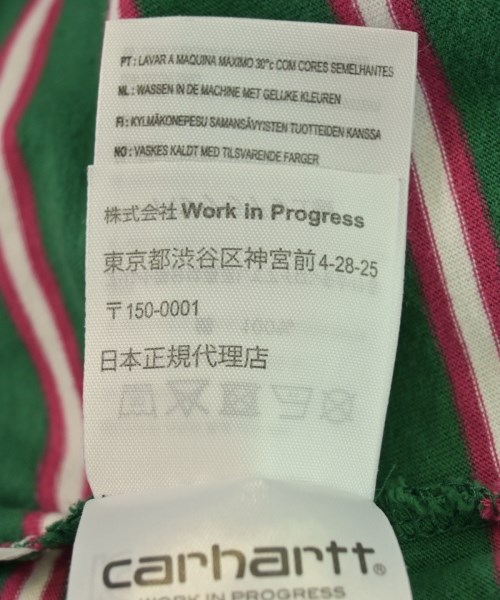 PT : LAVAR A MAQUINA MAXIMO 30°c COM CORES SEMELHANTES
NL : WASSEN IN DE MACHINE MET GELIJKE KLEUREN
FI : KYLMÄKONEPESU SAMANSÄVYISTEN TUOTTEIDEN KANSSA
NO : VASKES KALDT MED TILSVARENDE FARGER
株式会社 Work in Progress
東京都渋谷区神宮前4-28-25
〒150-0001
日本正規代理店
carhartt®
WORK IN PROGRESS